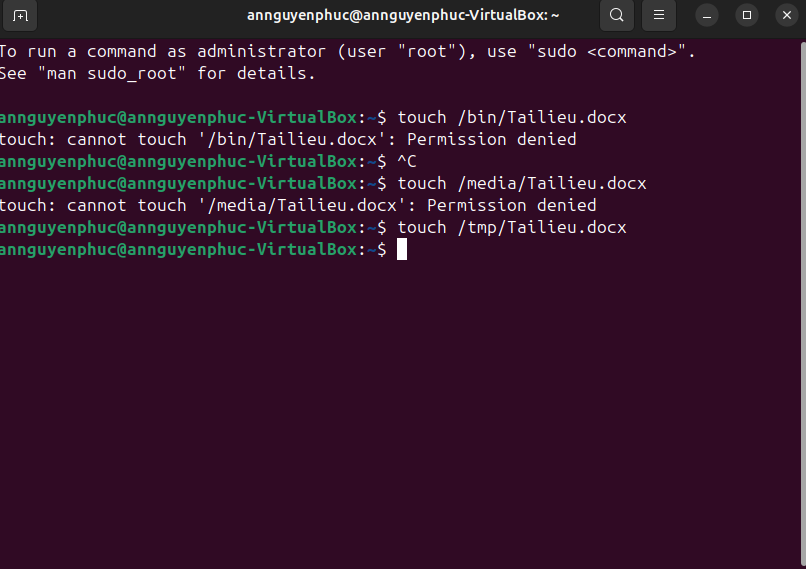 annguyenphuc@annguyenphuc-VirtualBox: ~
To run a command as administrator (user "root"), use "sudo <command>".
See "man sudo_root" for details.
annguyenphuc@annguyenphuc-VirtualBox:~$ touch /bin/Tailieu.docx
touch: cannot touch '/bin/Tailieu.docx': Permission denied
annguyenphuc@annguyenphuc-VirtualBox:~$ ^C
annguyenphuc@annguyenphuc-VirtualBox:~$ touch /media/Tailieu.docx
touch: cannot touch '/media/Tailieu.docx': Permission denied
annguyenphuc@annguyenphuc-VirtualBox:~$ touch /tmp/Tailieu.docx
annguyenphuc@annguyenphuc-VirtualBox:~$